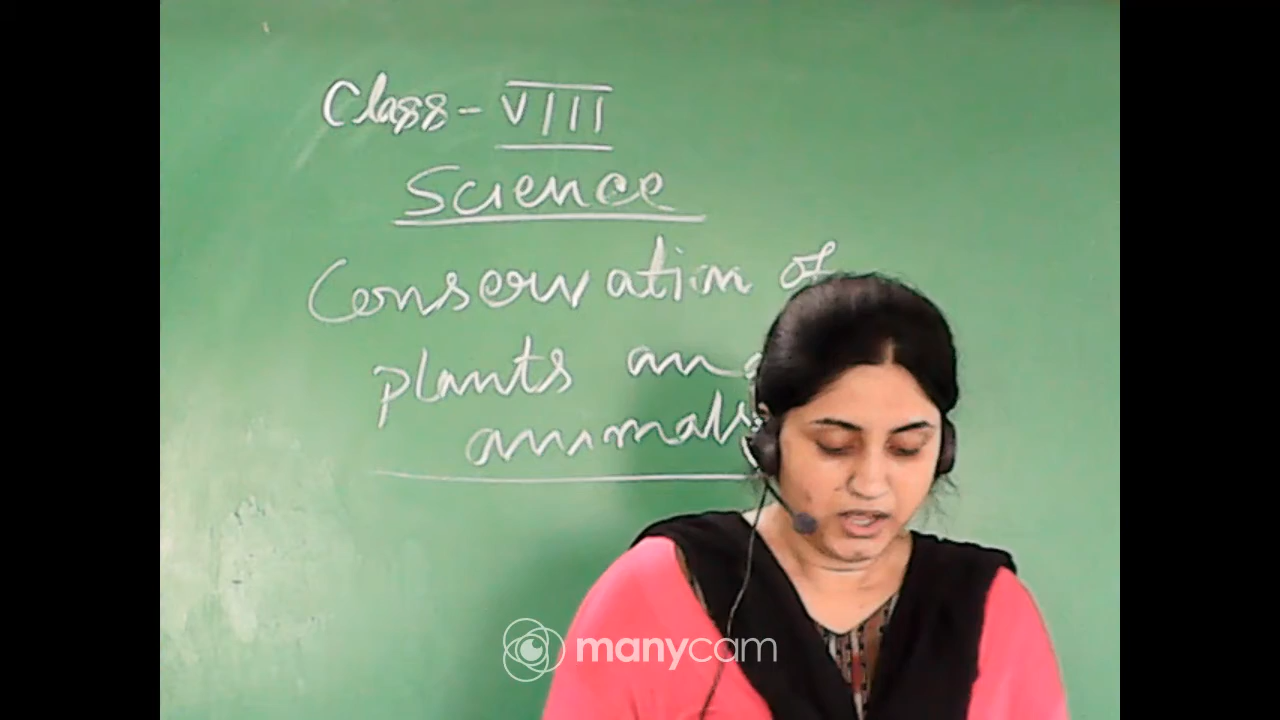 Class - VIII
Science
Conservation of
plants and
animals
manycam